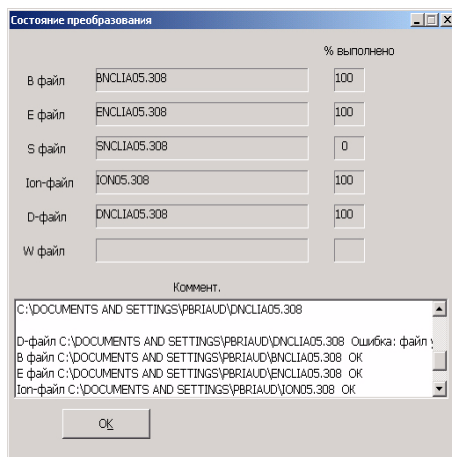 Состояние преобразования
% выполнено
B файл BNCLIA05.308 100
E файл ENCLIA05.308 100
S файл SNCLIA05.308 0
Ion-файл ION05.308 100
D-файл DNCLIA05.308 100
W файл
Коммент.
C:\DOCUMENTS AND SETTINGS\PBRIAUD\DNCLIA05.308
D-файл C:\DOCUMENTS AND SETTINGS\PBRIAUD\DNCLIA05.308 Ошибка: файл
B файл C:\DOCUMENTS AND SETTINGS\PBRIAUD\BNCLIA05.308 OK
E файл C:\DOCUMENTS AND SETTINGS\PBRIAUD\ENCLIA05.308 OK
Ion-файл C:\DOCUMENTS AND SETTINGS\PBRIAUD\ION05.308 OK
OK